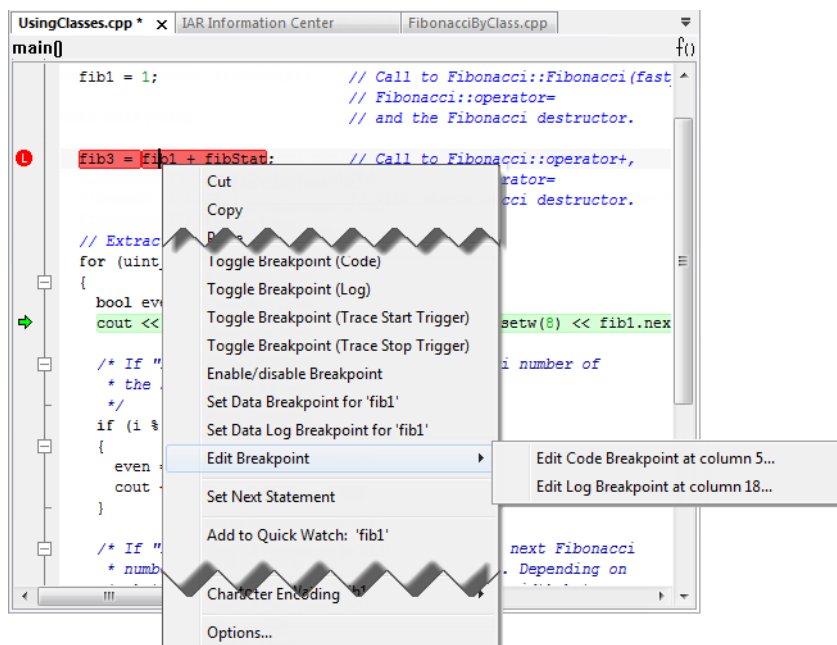 UsingClasses.cpp * x IAR Information Center FibonacciByClass.cpp
main() f()
fib1 = 1; // Call to Fibonacci::Fibonacci(fast
// Fibonacci::operator=
// and the Fibonacci destructor.
L fib3 = fib1 + fibStat; // Call to Fibonacci::operator+,
rator=
cci destructor.
Cut
Copy
// Extrac
for (uint_
{
bool eve
cout << setw(8) << fib1.nex
/* If " i number of
* the
*/
if (i %
{
even =
cout
}
/* If " next Fibonacci
* numb . Depending on
Toggle Breakpoint (Code)
Toggle Breakpoint (Log)
Toggle Breakpoint (Trace Start Trigger)
Toggle Breakpoint (Trace Stop Trigger)
Enable/disable Breakpoint
Set Data Breakpoint for 'fib1'
Set Data Log Breakpoint for 'fib1'
Edit Breakpoint
Edit Code Breakpoint at column 5...
Edit Log Breakpoint at column 18...
Set Next Statement
Add to Quick Watch: 'fib1'
Character Encoding
Options...